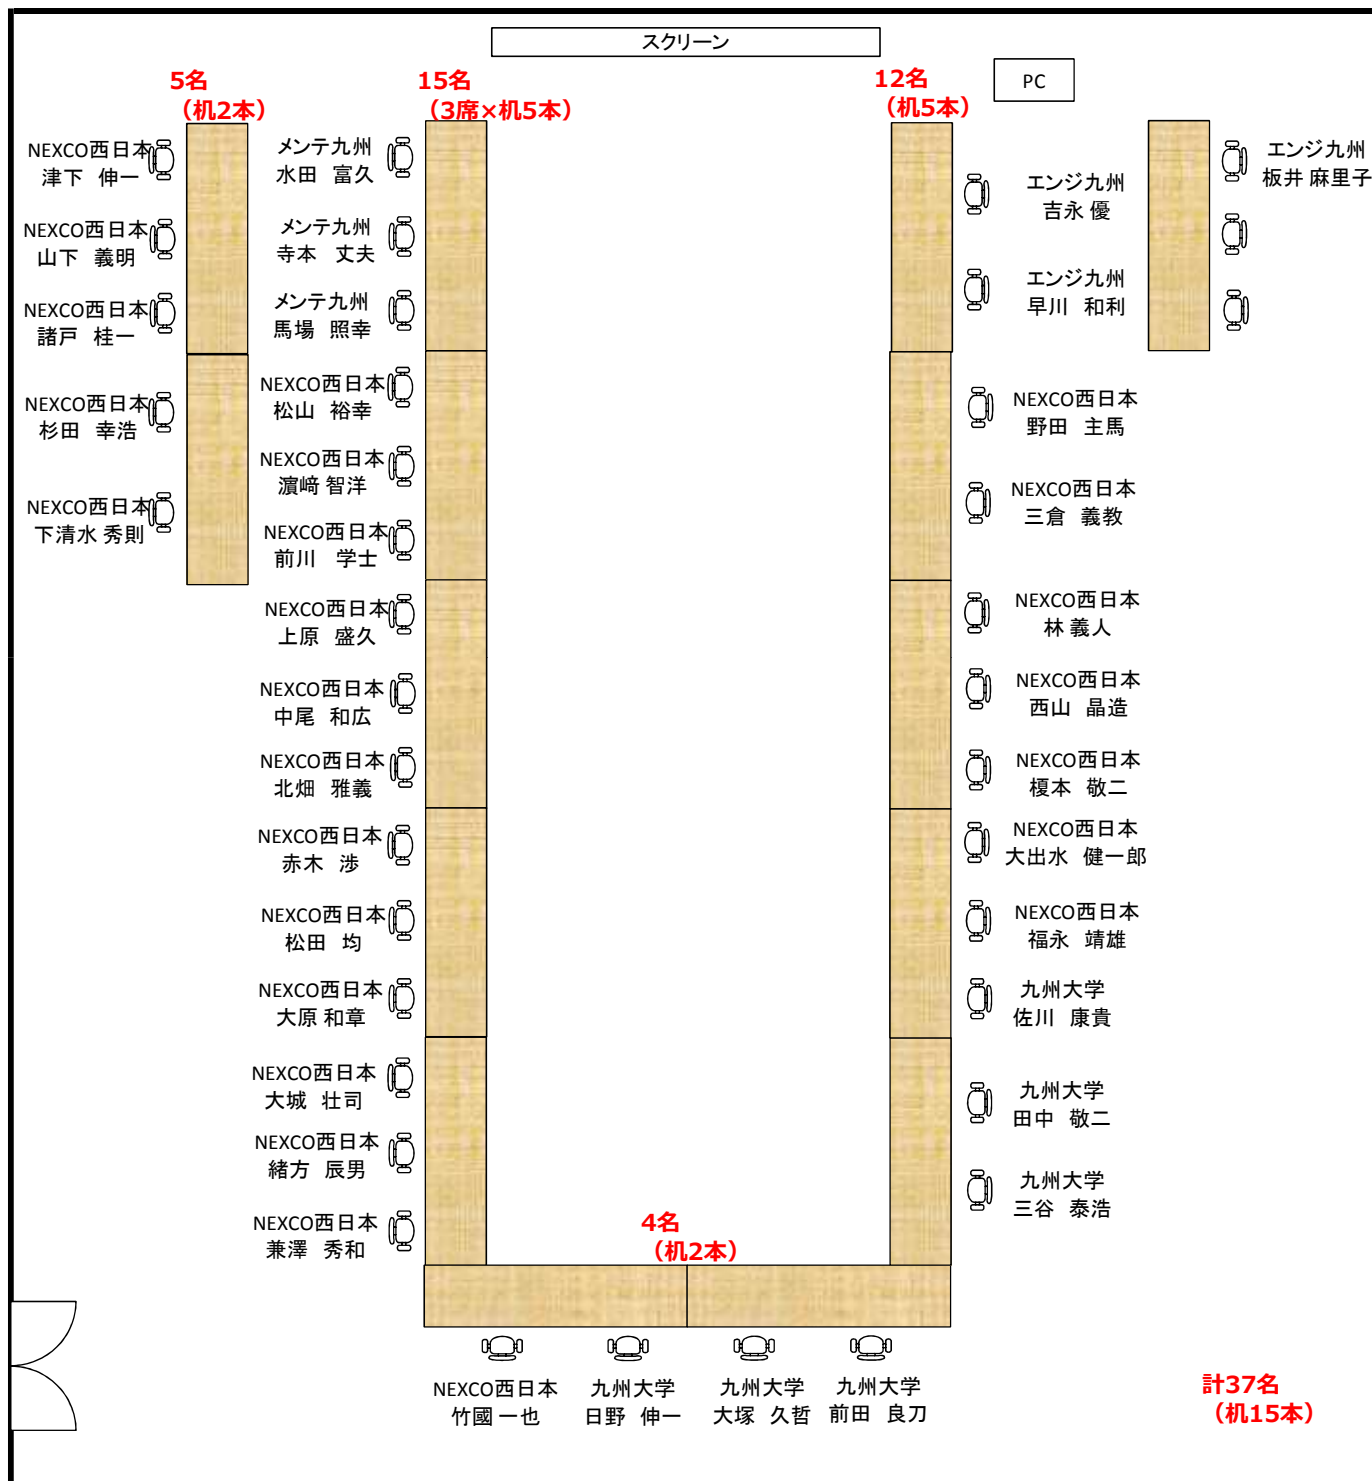 スクリーン
PC
5名
（机2本）
15名
（3席×机5本）
12名
（机5本）
NEXCO西日本
津下 伸一
NEXCO西日本
山下 義明
NEXCO西日本
諸戸 桂一
NEXCO西日本
杉田 幸浩
NEXCO西日本
下清水 秀則
メンテ九州
水田 富久
メンテ九州
寺本 丈夫
メンテ九州
馬場 照幸
NEXCO西日本
松山 裕幸
NEXCO西日本
濵﨑 智洋
NEXCO西日本
前川 学士
NEXCO西日本
上原 盛久
NEXCO西日本
中尾 和広
NEXCO西日本
北畑 雅義
NEXCO西日本
赤木 渉
NEXCO西日本
松田 均
NEXCO西日本
大原 和章
NEXCO西日本
大城 壮司
NEXCO西日本
緒方 辰男
NEXCO西日本
兼澤 秀和
エンジ九州
吉永 優
エンジ九州
早川 和利
NEXCO西日本
野田 主馬
NEXCO西日本
三倉 義教
NEXCO西日本
林 義人
NEXCO西日本
西山 晶造
NEXCO西日本
榎本 敬二
NEXCO西日本
大出水 健一郎
NEXCO西日本
福永 靖雄
九州大学
佐川 康貴
九州大学
田中 敬二
九州大学
三谷 泰浩
エンジ九州
板井 麻里子
4名
（机2本）
NEXCO西日本
竹國 一也
九州大学
日野 伸一
九州大学
大塚 久哲
九州大学
前田 良刀
計37名
（机15本）